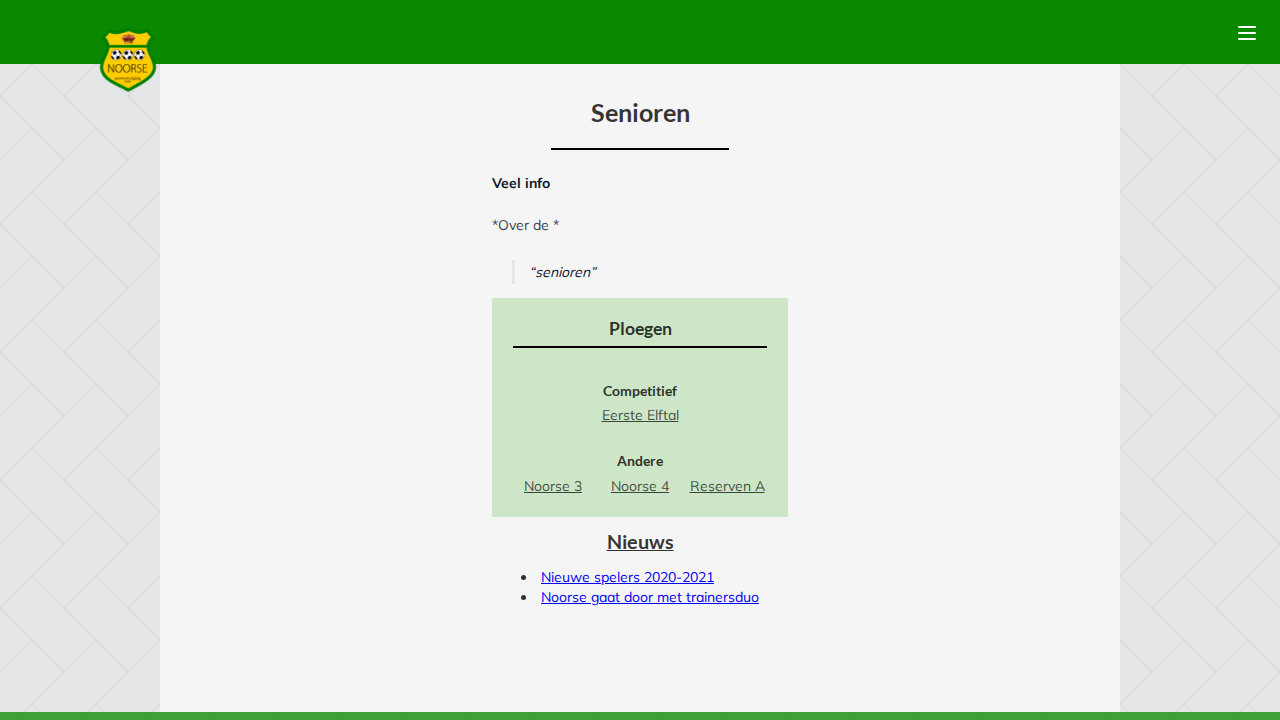 NOORSE
Senioren
Veel info
*Over de *
“senioren”
Ploegen
Competitief
Eerste Elftal
Andere
Noorse 3 Noorse 4 Reserven A
Nieuws
Nieuwe spelers 2020-2021
Noorse gaat door met trainersduo